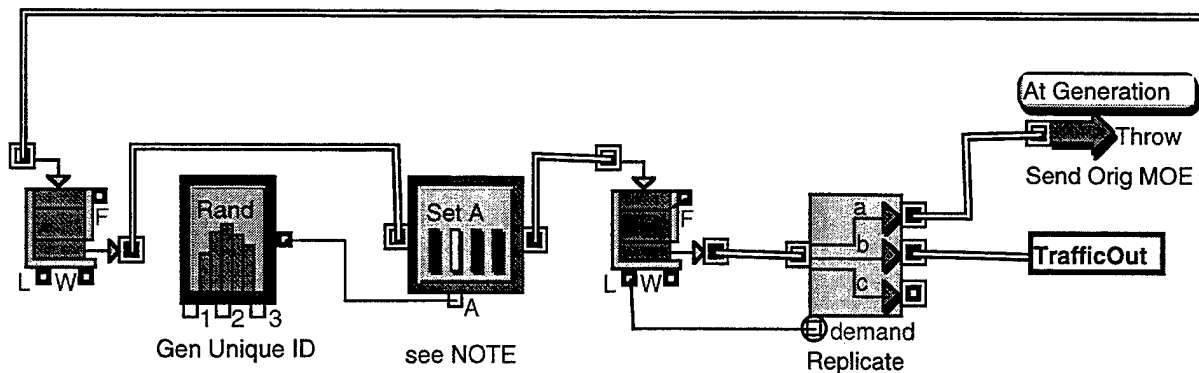 At Generation
Throw
Send Orig MOE
F
L W
Rand
1 2 3
Gen Unique ID
Set A
A
see NOTE
F
L W
a
b
c
demand
Replicate
TrafficOut